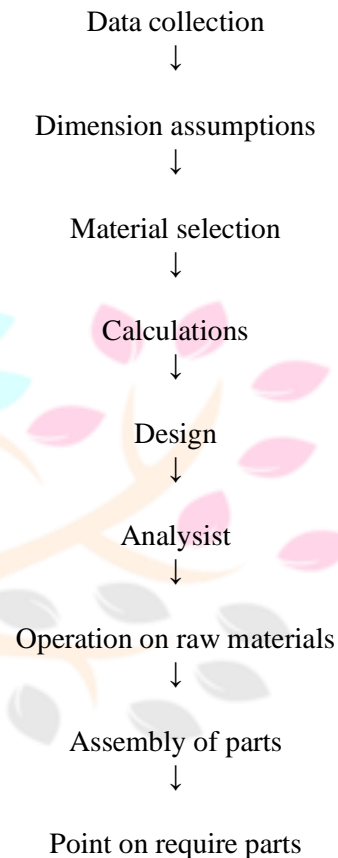 Data collection
↓
Dimension assumptions
↓
Material selection
↓
Calculations
↓
Design
↓
Analysist
↓
Operation on raw materials
↓
Assembly of parts
↓
Point on require parts